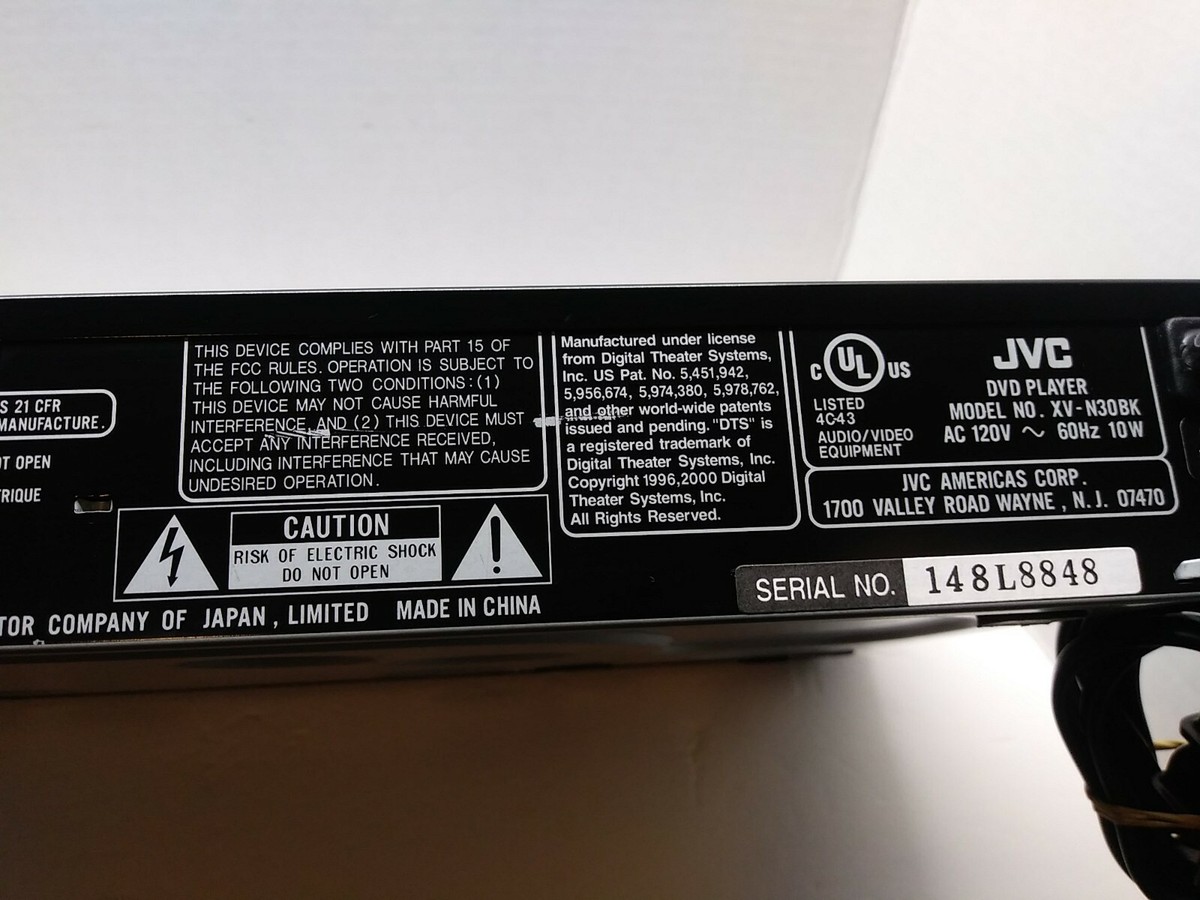 S 21 CFR
MANUFACTURE.
OT OPEN
TRIQUE
THIS DEVICE COMPLIES WITH PART 15 OF
THE FCC RULES. OPERATION IS SUBJECT TO
THE FOLLOWING TWO CONDITIONS:(1)
THIS DEVICE MAY NOT CAUSE HARMFUL
INTERFERENCE, AND (2) THIS DEVICE MUST
ACCEPT ANY INTERFERENCE RECEIVED,
INCLUDING INTERFERENCE THAT MAY CAUSE
UNDESIRED OPERATION.
CAUTION
RISK OF ELECTRIC SHOCK
DO NOT OPEN
TOR COMPANY OF JAPAN, LIMITED MADE IN CHINA
Manufactured under license
from Digital Theater Systems,
Inc. US Pat. No. 5,451,942,
5,956,674, 5,974,380, 5,978,762,
and other world-wide patents
issued and pending. "DTS" is
a registered trademark of
Digital Theater Systems, Inc.
Copyright 1996,2000 Digital
Theater Systems, Inc.
All Rights Reserved.
C UL US
LISTED
4C43
AUDIO/VIDEO
EQUIPMENT
JVC
DVD PLAYER
MODEL NO. XV-N30BK
AC 120V ~ 60Hz 10W
JVC AMERICAS CORP.
1700 VALLEY ROAD WAYNE, N.J. 07470
SERIAL NO. 148L8848